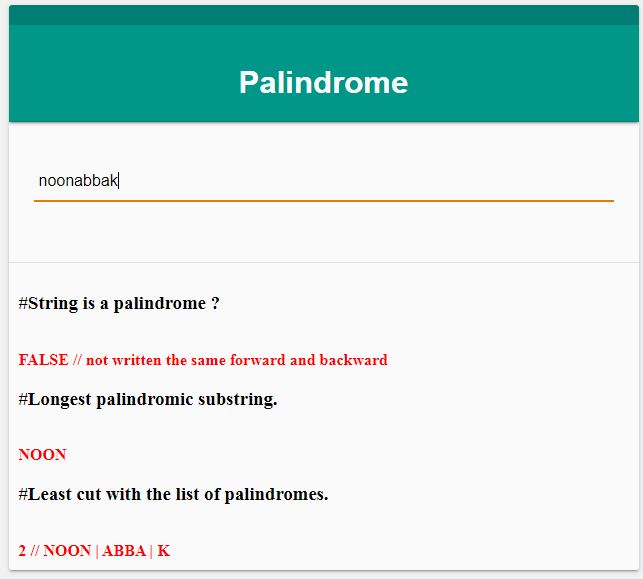 Palindrome
noonabbak
#String is a palindrome ?
FALSE // not written the same forward and backward
#Longest palindromic substring.
NOON
#Least cut with the list of palindromes.
2 // NOON | ABBA | K